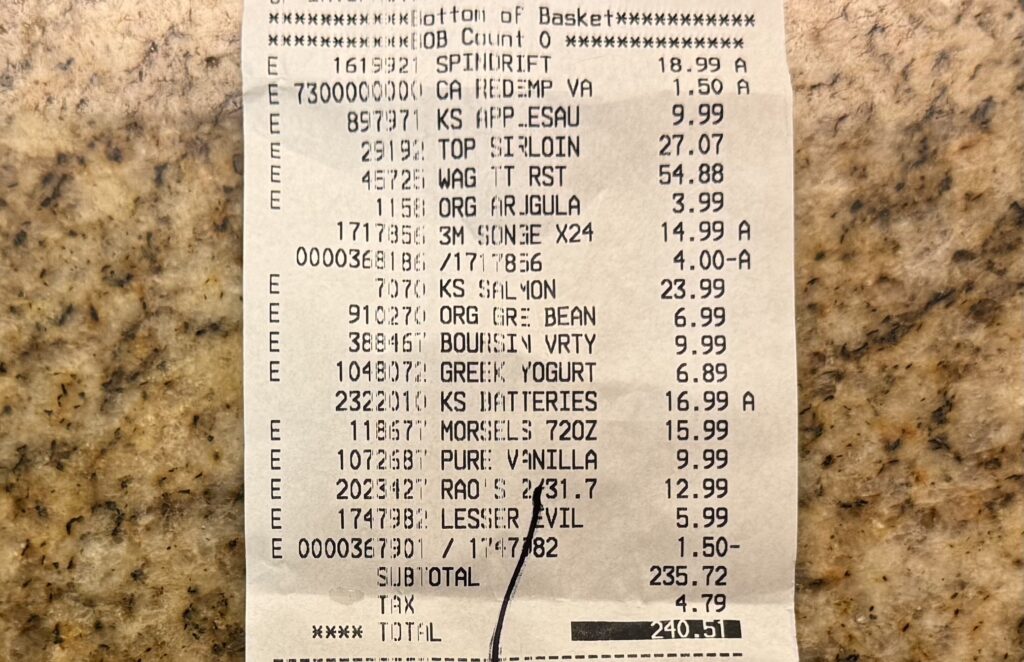 ***********Bottom of Basket***********
***********BOB Count 0 **************
E 1619921 SPINDRIFT 18.99 A
E 7300000000 CA REDEMP VA 1.50 A
E 897971 KS APPLESAU 9.99
E 29192 TOP SIRLOIN 27.07
E 45725 WAG TT RST 54.88
E 1158 ORG ARUGULA 3.99
1717856 3M SONGE X24 14.99 A
0000368186 /1717856 4.00-A
E 7070 KS SALMON 23.99
E 910270 ORG GRE BEAN 6.99
E 388467 BOURSIN VRTY 9.99
E 1048072 GREEK YOGURT 6.89
2322010 KS BATTERIES 16.99 A
E 118677 MORSELS 72OZ 15.99
E 1072687 PURE VANILLA 9.99
E 2023427 RAO'S 2/31.7 12.99
E 1747982 LESSER EVIL 5.99
E 0000367901 / 1747982 1.50-
SUBTOTAL 235.72
TAX 4.79
**** TOTAL 240.51